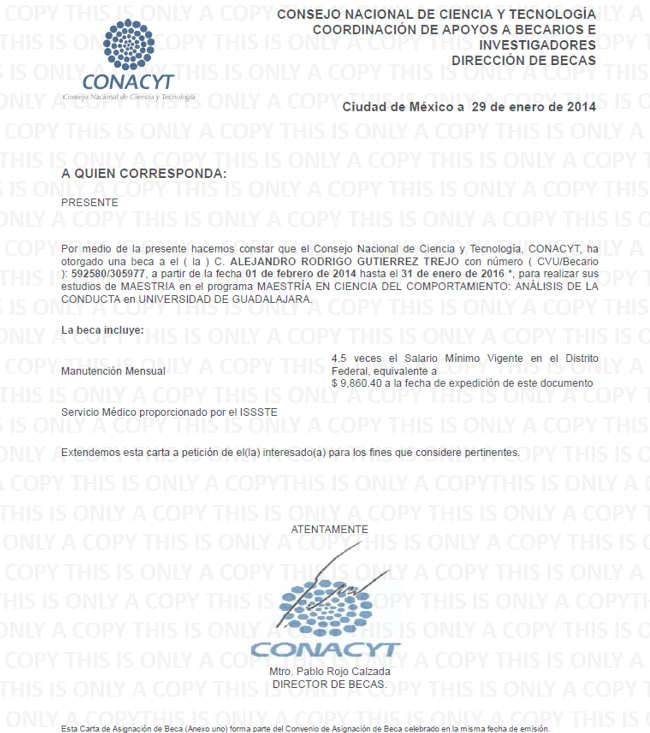 CONSEJO NACIONAL DE CIENCIA Y TECNOLOGÍA
COORDINACIÓN DE APOYOS A BECARIOS E
INVESTIGADORES
DIRECCIÓN DE BECAS
CONACYT
Consejo Nacional de Ciencia y Tecnología
Ciudad de México a 29 de enero de 2014
A QUIEN CORRESPONDA:
PRESENTE
Por medio de la presente hacemos constar que el Consejo Nacional de Ciencia y Tecnología, CONACYT, ha
otorgado una beca a el ( la ) C. ALEJANDRO RODRIGO GUTIERREZ TREJO con número ( CVU/Becario
): 592580/305977, a partir de la fecha 01 de febrero de 2014 hasta el 31 de enero de 2016 *, para realizar sus
estudios de MAESTRIA en el programa MAESTRÍA EN CIENCIA DEL COMPORTAMIENTO: ANÁLISIS DE LA
CONDUCTA en UNIVERSIDAD DE GUADALAJARA.
La beca incluye:
Manutención Mensual
4.5 veces el Salario Mínimo Vigente en el Distrito
Federal, equivalente a
$ 9,860.40 a la fecha de expedición de este documento
Servicio Médico proporcionado por el ISSSTE
Extendemos esta carta a petición de el(la) interesado(a) para los fines que considere pertinentes.
ATENTAMENTE
CONACYT
Mtro. Pablo Rojo Calzada
DIRECTOR DE BECAS.
Esta Carta de Asignación de Beca (Anexo uno) forma parte del Convenio de Asignación de Beca celebrado en la misma fecha de emisión.
THIS IS ONLY A COPY